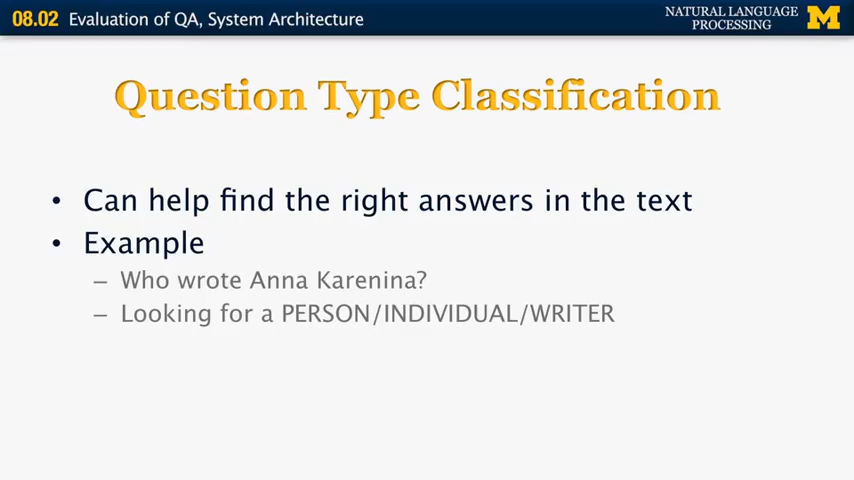 08.02 Evaluation of QA, System Architecture
NATURAL LANGUAGE
PROCESSING
M
Question Type Classification
• Can help find the right answers in the text
• Example
– Who wrote Anna Karenina?
– Looking for a PERSON/INDIVIDUAL/WRITER